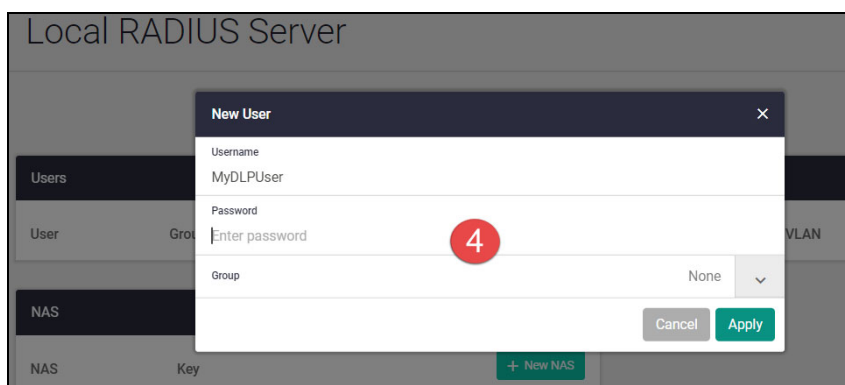 Local RADIUS Server
New User
Username
MyDLPUser
Users
Password
User Grou Enter password 4 VLAN
Group None
NAS
Cancel Apply
NAS Key + New NAS